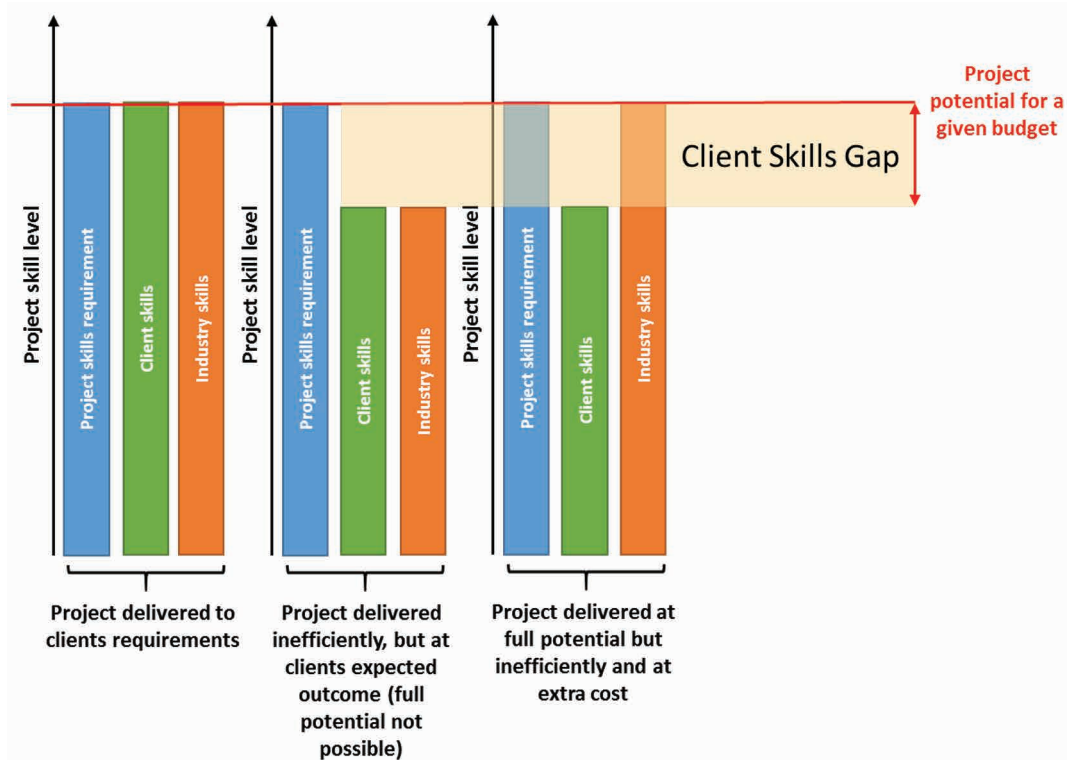 Project
potential for a
given budget
Client Skills Gap
Project skill level
Project skills requirement
Client skills
Industry skills
Project skill level
Project skills requirement
Client skills
Industry skills
Project skill level
Project skills requirement
Client skills
Industry skills
Project delivered to
clients requirements
Project delivered
inefficiently, but at
clients expected
outcome (full
potential not
possible)
Project delivered at
full potential but
inefficiently and at
extra cost